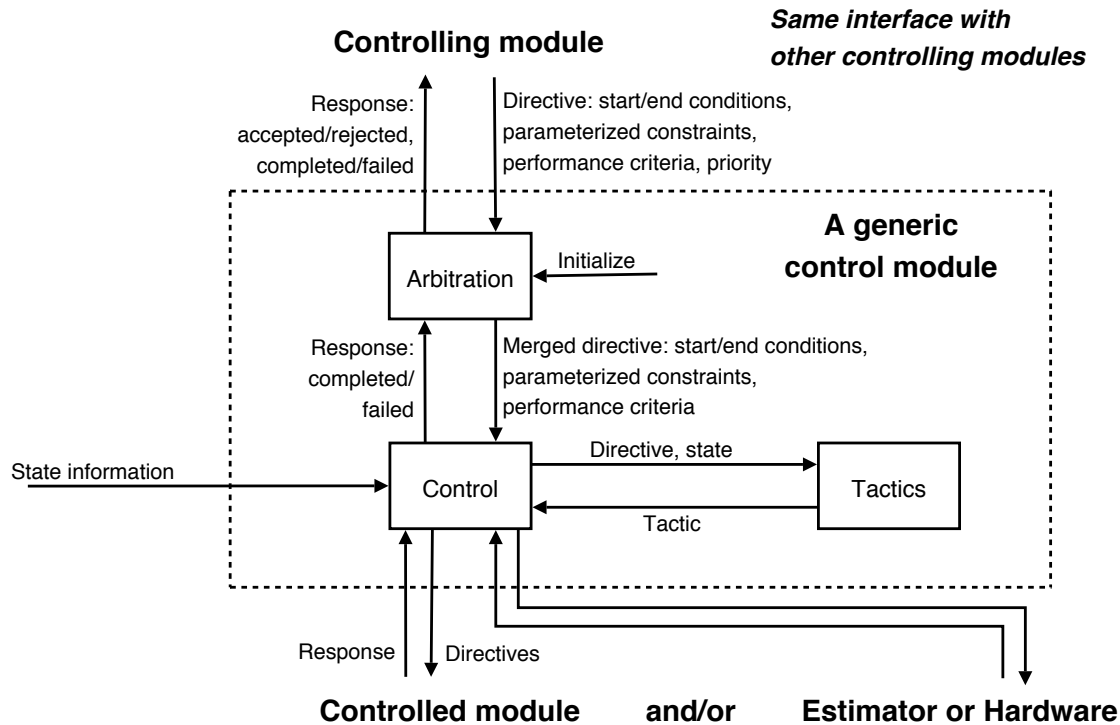 Same interface with
other controlling modules
Controlling module
Response:
accepted/rejected,
completed/failed
Directive: start/end conditions,
parameterized constraints,
performance criteria, priority
A generic
control module
Arbitration
Initialize
Response:
completed/
failed
Merged directive: start/end conditions,
parameterized constraints,
performance criteria
State information
Control
Directive, state
Tactic
Tactics
Response
Directives
Controlled module and/or Estimator or Hardware